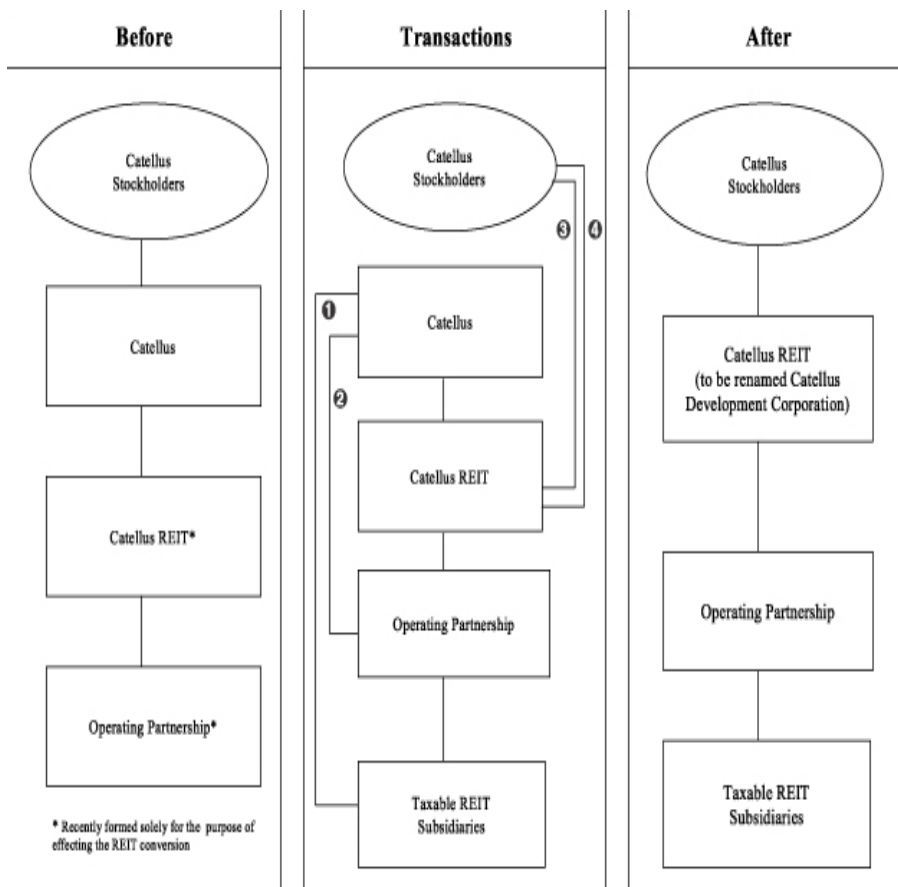 Before
Catellus
Stockholders
Catellus
Catellus REIT*
Operating Partnership*
* Recently formed solely for the purpose of
effecting the REIT conversion
Transactions
Catellus
Stockholders
❸
❹
❶
Catellus
❷
Catellus REIT
Operating Partnership
Taxable REIT
Subsidiaries
After
Catellus
Stockholders
Catellus REIT
(to be renamed Catellus
Development Corporation)
Operating Partnership
Taxable REIT
Subsidiaries